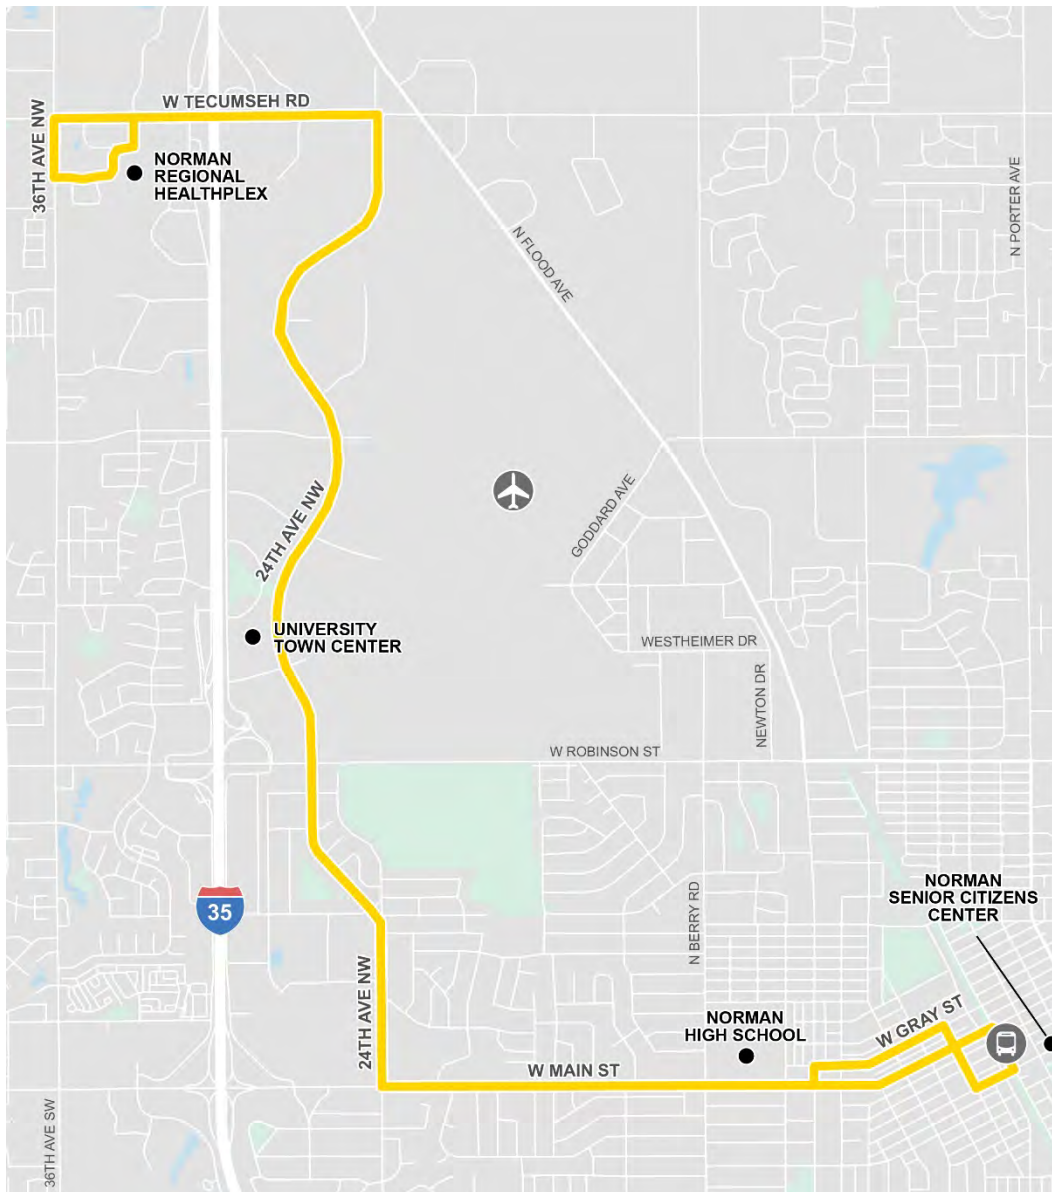 W TECUMSEH RD
36TH AVE NW
NORMAN
REGIONAL
HEALTHPLEX
N PORTER AVE
N FLOOD AVE
24TH AVE NW
GODDARD AVE
UNIVERSITY
TOWN CENTER
WESTHEIMER DR
NEWTON DR
W ROBINSON ST
35
N BERRY RD
NORMAN
SENIOR CITIZENS
CENTER
24TH AVE NW
NORMAN
HIGH SCHOOL
W GRAY ST
W MAIN ST
36TH AVE SW